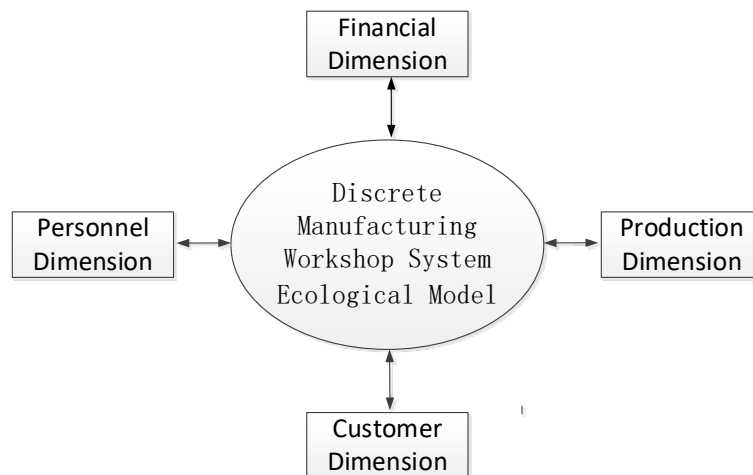 Financial
Dimension
Discrete
Manufacturing
Workshop System
Ecological Model
Personnel
Dimension
Production
Dimension
Customer
Dimension